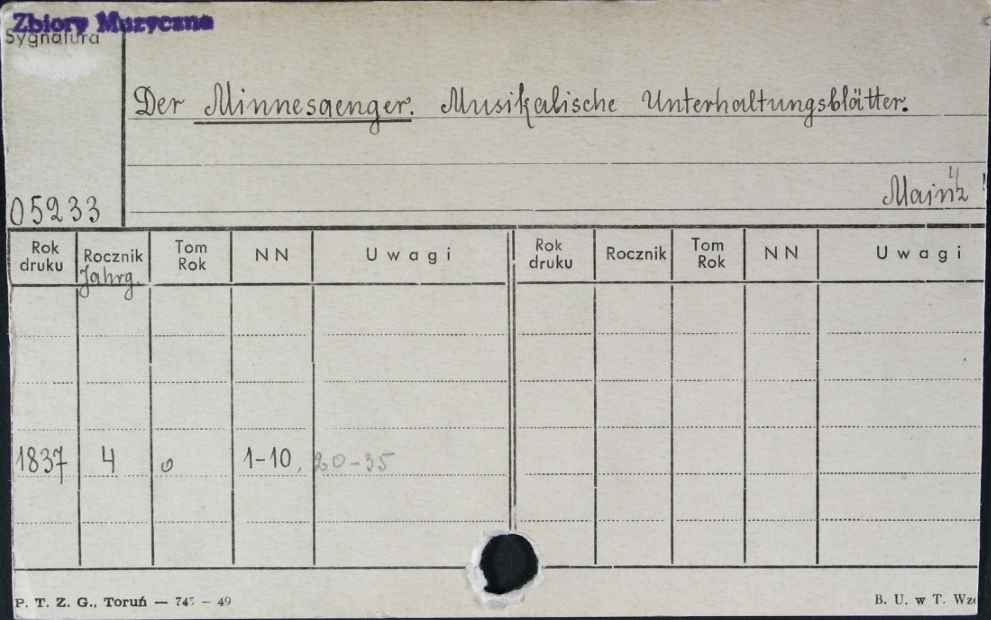 Zbiory Muzyczne
Sygnatura
Der Minnesaenger. Musikalische Unterhaltungsblätter.
Mainz
05233
Rok druku Rocznik Jahrg. Tom Rok NN Uwagi Rok druku Rocznik Tom Rok NN Uwagi
1837 4 0 1-10, 20-35
P. T. Z. G., Toruń — 745 — 49
B. U. w T.